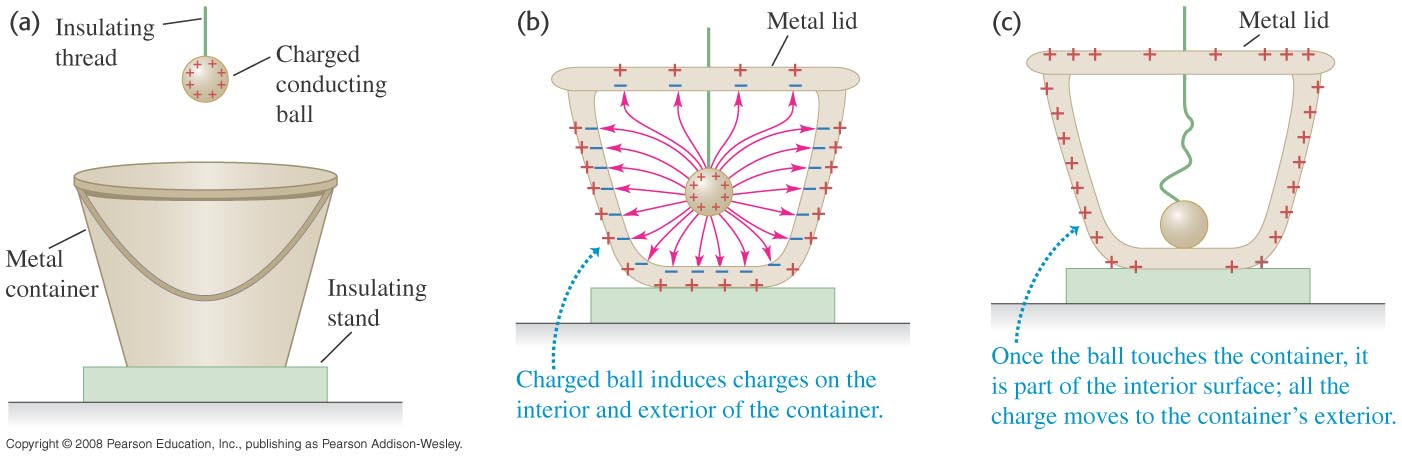 (a)
Insulating
thread
Charged
conducting
ball
Metal
container
Insulating
stand
Copyright © 2008 Pearson Education, Inc., publishing as Pearson Addison-Wesley.
(b)
Metal lid
Charged ball induces charges on the
interior and exterior of the container.
(c)
Metal lid
Once the ball touches the container, it
is part of the interior surface; all the
charge moves to the container’s exterior.